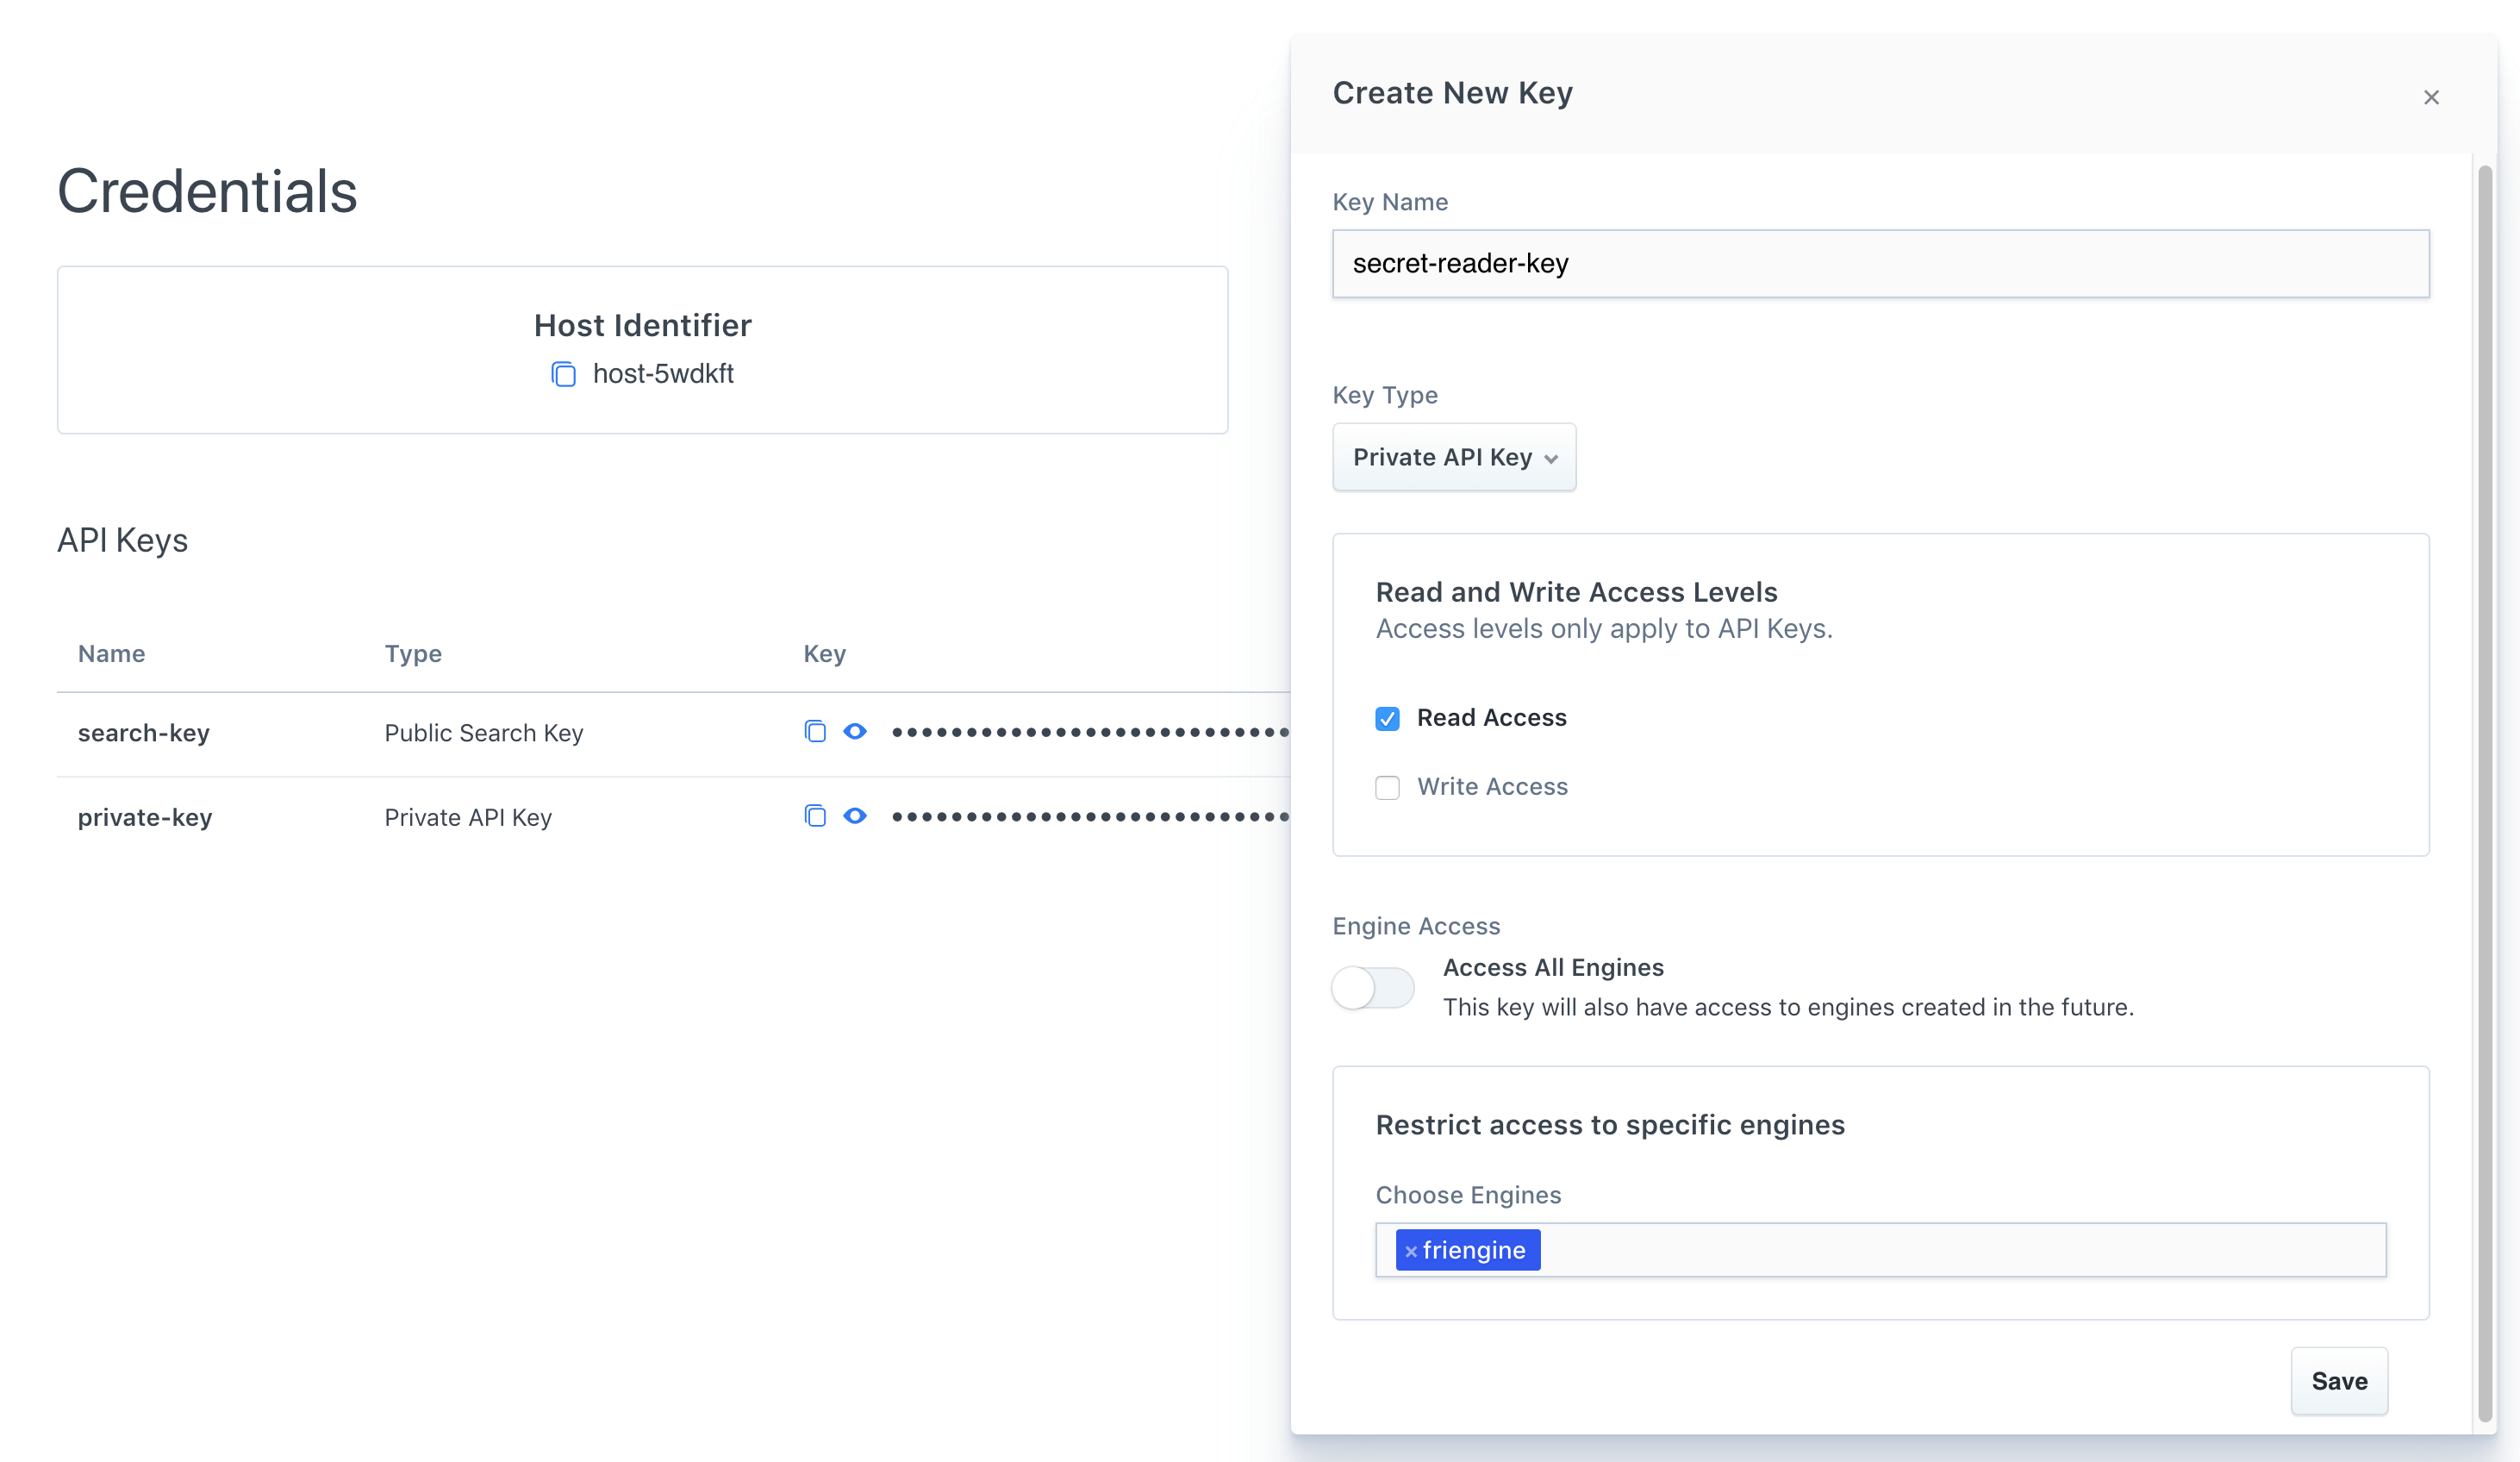 Credentials
Host Identifier
host-5wdkft
API Keys
Name Type Key
search-key Public Search Key
private-key Private API Key
Create New Key
Key Name
secret-reader-key
Key Type
Private API Key
Read and Write Access Levels
Access levels only apply to API Keys.
Read Access
Write Access
Engine Access
Access All Engines
This key will also have access to engines created in the future.
Restrict access to specific engines
Choose Engines
friengine
Save